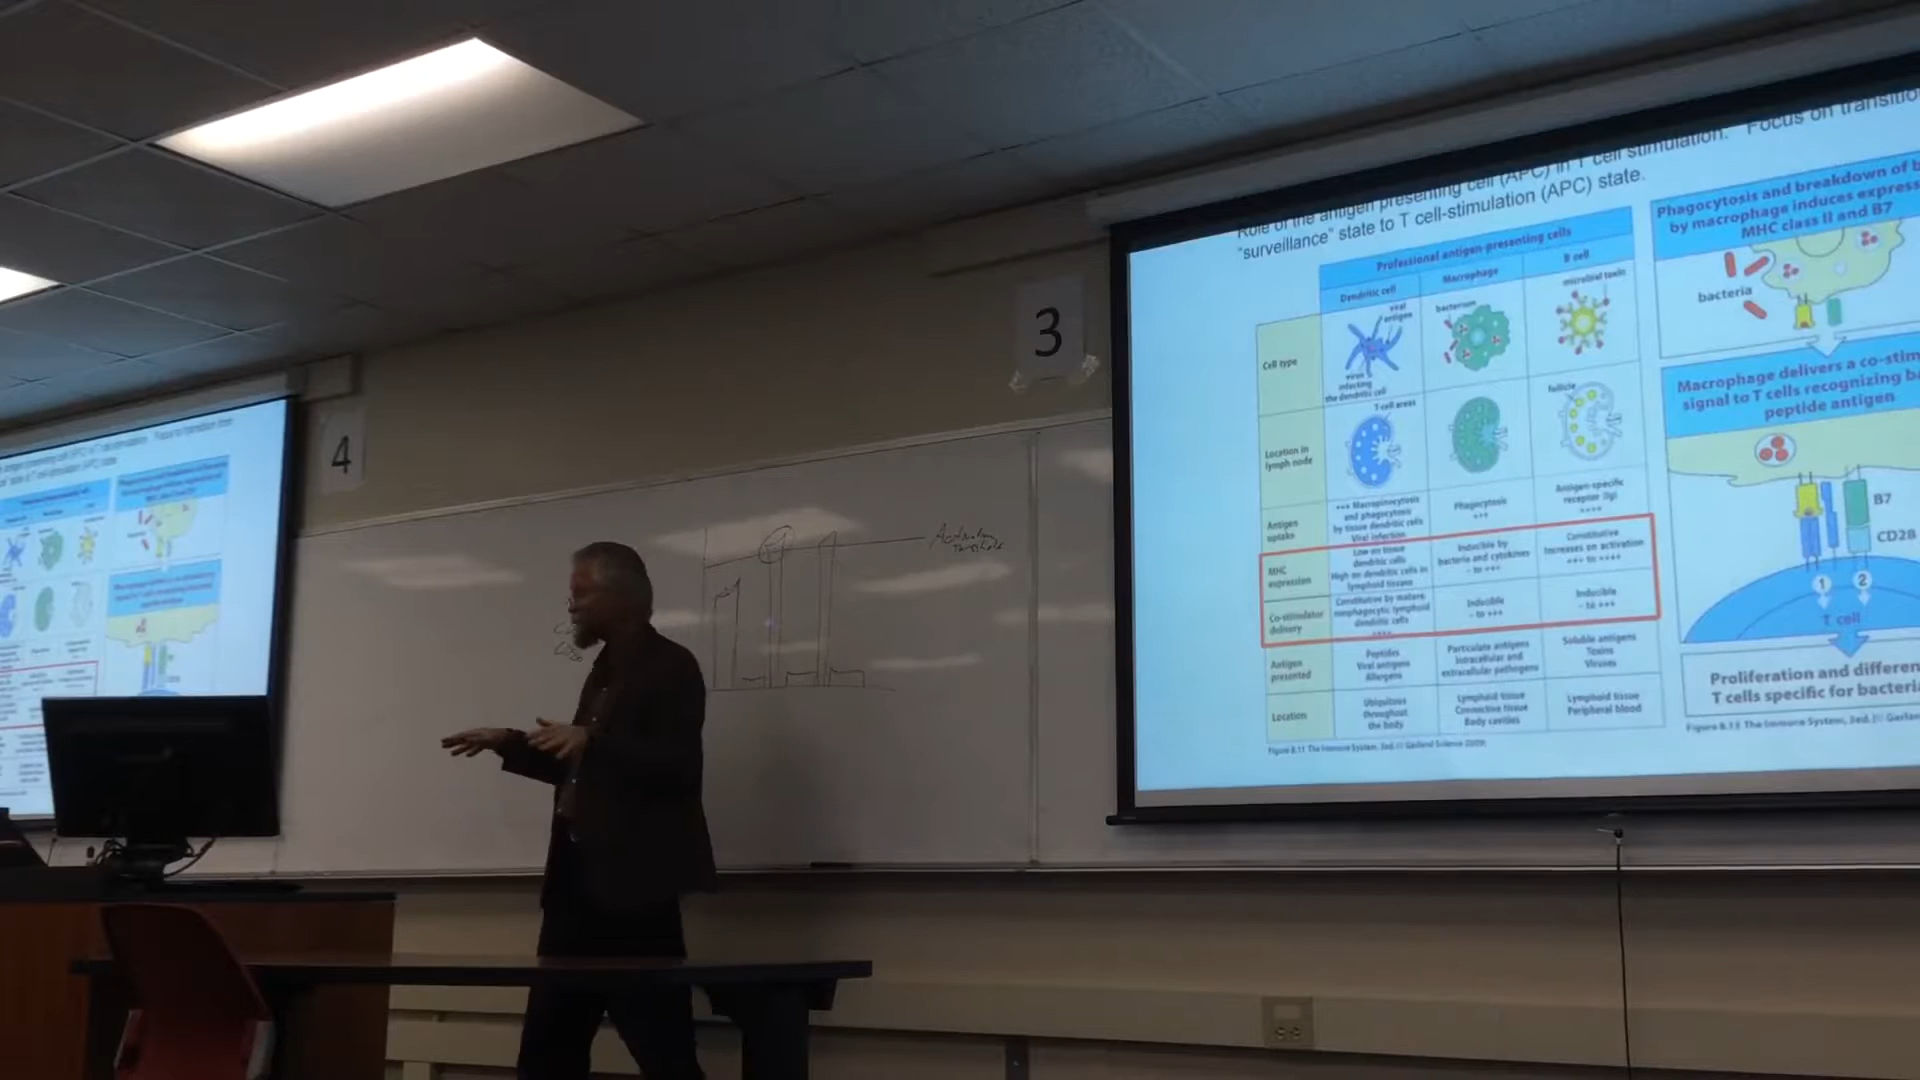 3
4
Role of the antigen presenting cell (APC) in T cell stimulation. Focus on transitio
"surveillance" state to T cell-stimulation (APC) state.
Professional antigen-presenting cells
Dendritic cell
Macrophage
B cell
Cell type
viral
antigen
virus
infecting
the dendritic cell
bacterium
microbial toxin
Location in
lymph node
T-cell areas
follicle
Antigen
uptake
+++ Macropinocytosis
and phagocytosis
by tissue dendritic cells
Viral infection
Phagocytosis
+++
Antigen-specific
receptor (Ig)
++++
MHC
expression
Low on tissue
dendritic cells
High on dendritic cells in
lymphoid tissues
Inducible by
bacteria and cytokines
– to +++
Constitutive
Increases on activation
+++ to ++++
Co-stimulator
delivery
Constitutive by mature
nonphagocytic lymphoid
dendritic cells
++++
Inducible
– to +++
Inducible
– to +++
Antigen
presented
Peptides
Viral antigens
Allergens
Particulate antigens
Intracellular and
extracellular pathogens
Soluble antigens
Toxins
Viruses
Location
Ubiquitous
throughout
the body
Lymphoid tissue
Connective tissue
Body cavities
Lymphoid tissue
Peripheral blood
Figure 8.11 The Immune System, 3ed. (© Garland Science 2009)
Phagocytosis and breakdown of b
by macrophage induces express
MHC class II and B7
bacteria
Macrophage delivers a co-stim
signal to T cells recognizing ba
peptide antigen
B7
CD28
1
2
T cell
Proliferation and differen
T cells specific for bacteria
Figure 8.13 The Immune System, 3ed. (© Garlan
Activation
Threshold